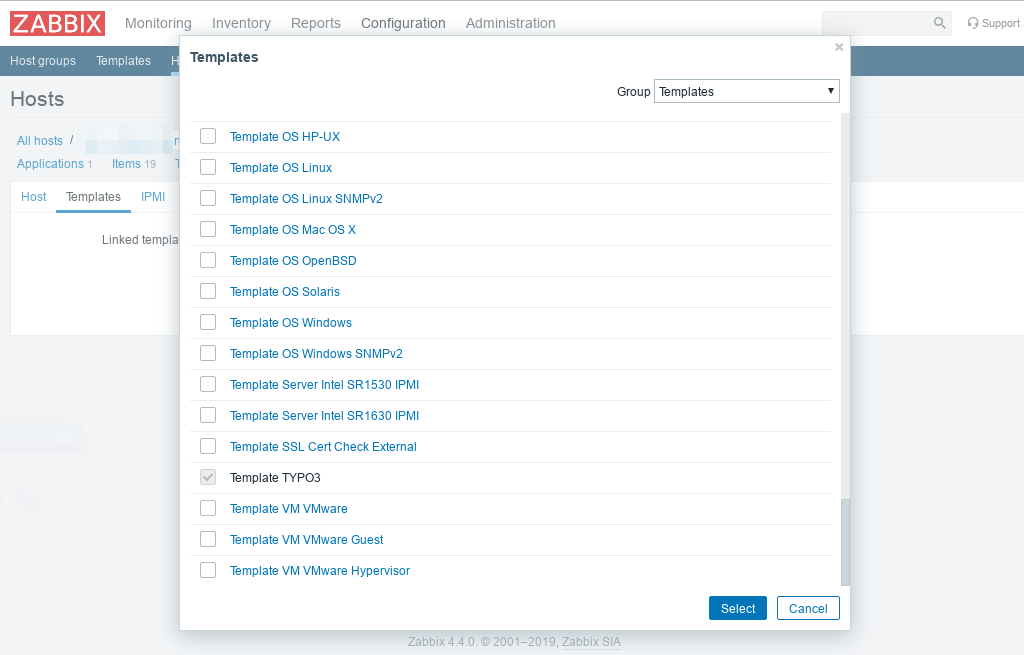 ZABBIX Monitoring Inventory Reports Configuration Administration Support
Host groups Templates H
Hosts
All hosts /
Applications 1 Items 19 T
Host Templates IPMI
Linked templa
Templates
Group Templates
Template OS HP-UX
Template OS Linux
Template OS Linux SNMPv2
Template OS Mac OS X
Template OS OpenBSD
Template OS Solaris
Template OS Windows
Template OS Windows SNMPv2
Template Server Intel SR1530 IPMI
Template Server Intel SR1630 IPMI
Template SSL Cert Check External
Template TYPO3
Template VM VMware
Template VM VMware Guest
Template VM VMware Hypervisor
Select Cancel
Zabbix 4.4.0. © 2001–2019, Zabbix SIA